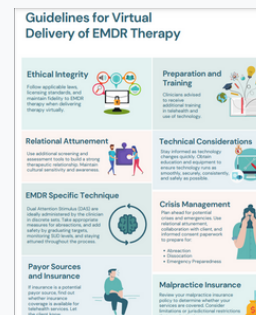 Guidelines for Virtual
Delivery of EMDR Therapy
Ethical Integrity
Follow applicable laws,
licensing standards, and
maintain fidelity to EMDR
therapy when delivering
therapy virtually.
Preparation and
Training
Clinicians advised
to receive
additional training
in telehealth and
use of technology.
Relational Attunement
Use additional screening and
assessment tools to build a strong
therapeutic relationship. Maintain
cultural sensitivity and awareness.
Technical Considerations
Stay informed as technology
changes quickly. Obtain
education and equipment to
ensure technology runs as
smoothly, securely, consistently,
and safely as possible
EMDR Specific Technique
Dual Attention Stimulus (DAS) are
ideally administered by the clinician
in discrete sets. Take appropriate
measures for abreactions, and add
safety by utilizing targets,
monitoring SUD levels, and staying
attuned throughout the process.
Crisis Management
Plan ahead for potential
crises and emergencies. Use
relational attunement,
collaboration with client, and
informed consent paperwork
to prepare for:
• Abreaction
• Dissociation
• Emergency Preparedness
Payor Sources
and Insurance
If insurance is a potential
payor source, find out
whether insurance
coverage is available for
telehealth services. Let
Malpractice Insurance
Review your malpractice insurance
policy to determine whether your
services are covered. Consider
limitations or jurisdictional restrictions